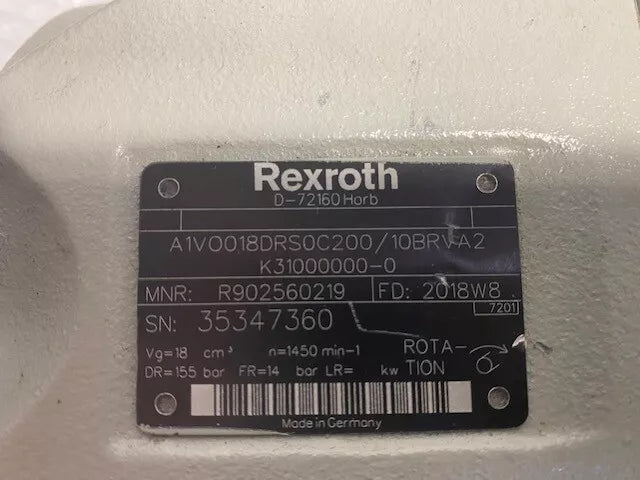 Rexroth
D-72160 Horb
A1VO018DRS0C200/10BRVA2
K31000000-0
MNR: R902560219 FD: 2018W8
7201
SN: 35347360
Vg=18 cm³ n=1450 min-1 ROTA-
DR=155 bar FR=14 bar LR= kw TION
Made in Germany